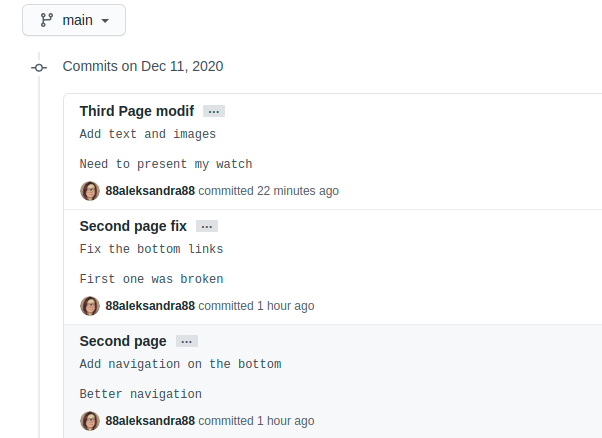 main
Commits on Dec 11, 2020
Third Page modif ...
Add text and images
Need to present my watch
88aleksandra88 committed 22 minutes ago
Second page fix ...
Fix the bottom links
First one was broken
88aleksandra88 committed 1 hour ago
Second page ...
Add navigation on the bottom
Better navigation
88aleksandra88 committed 1 hour ago